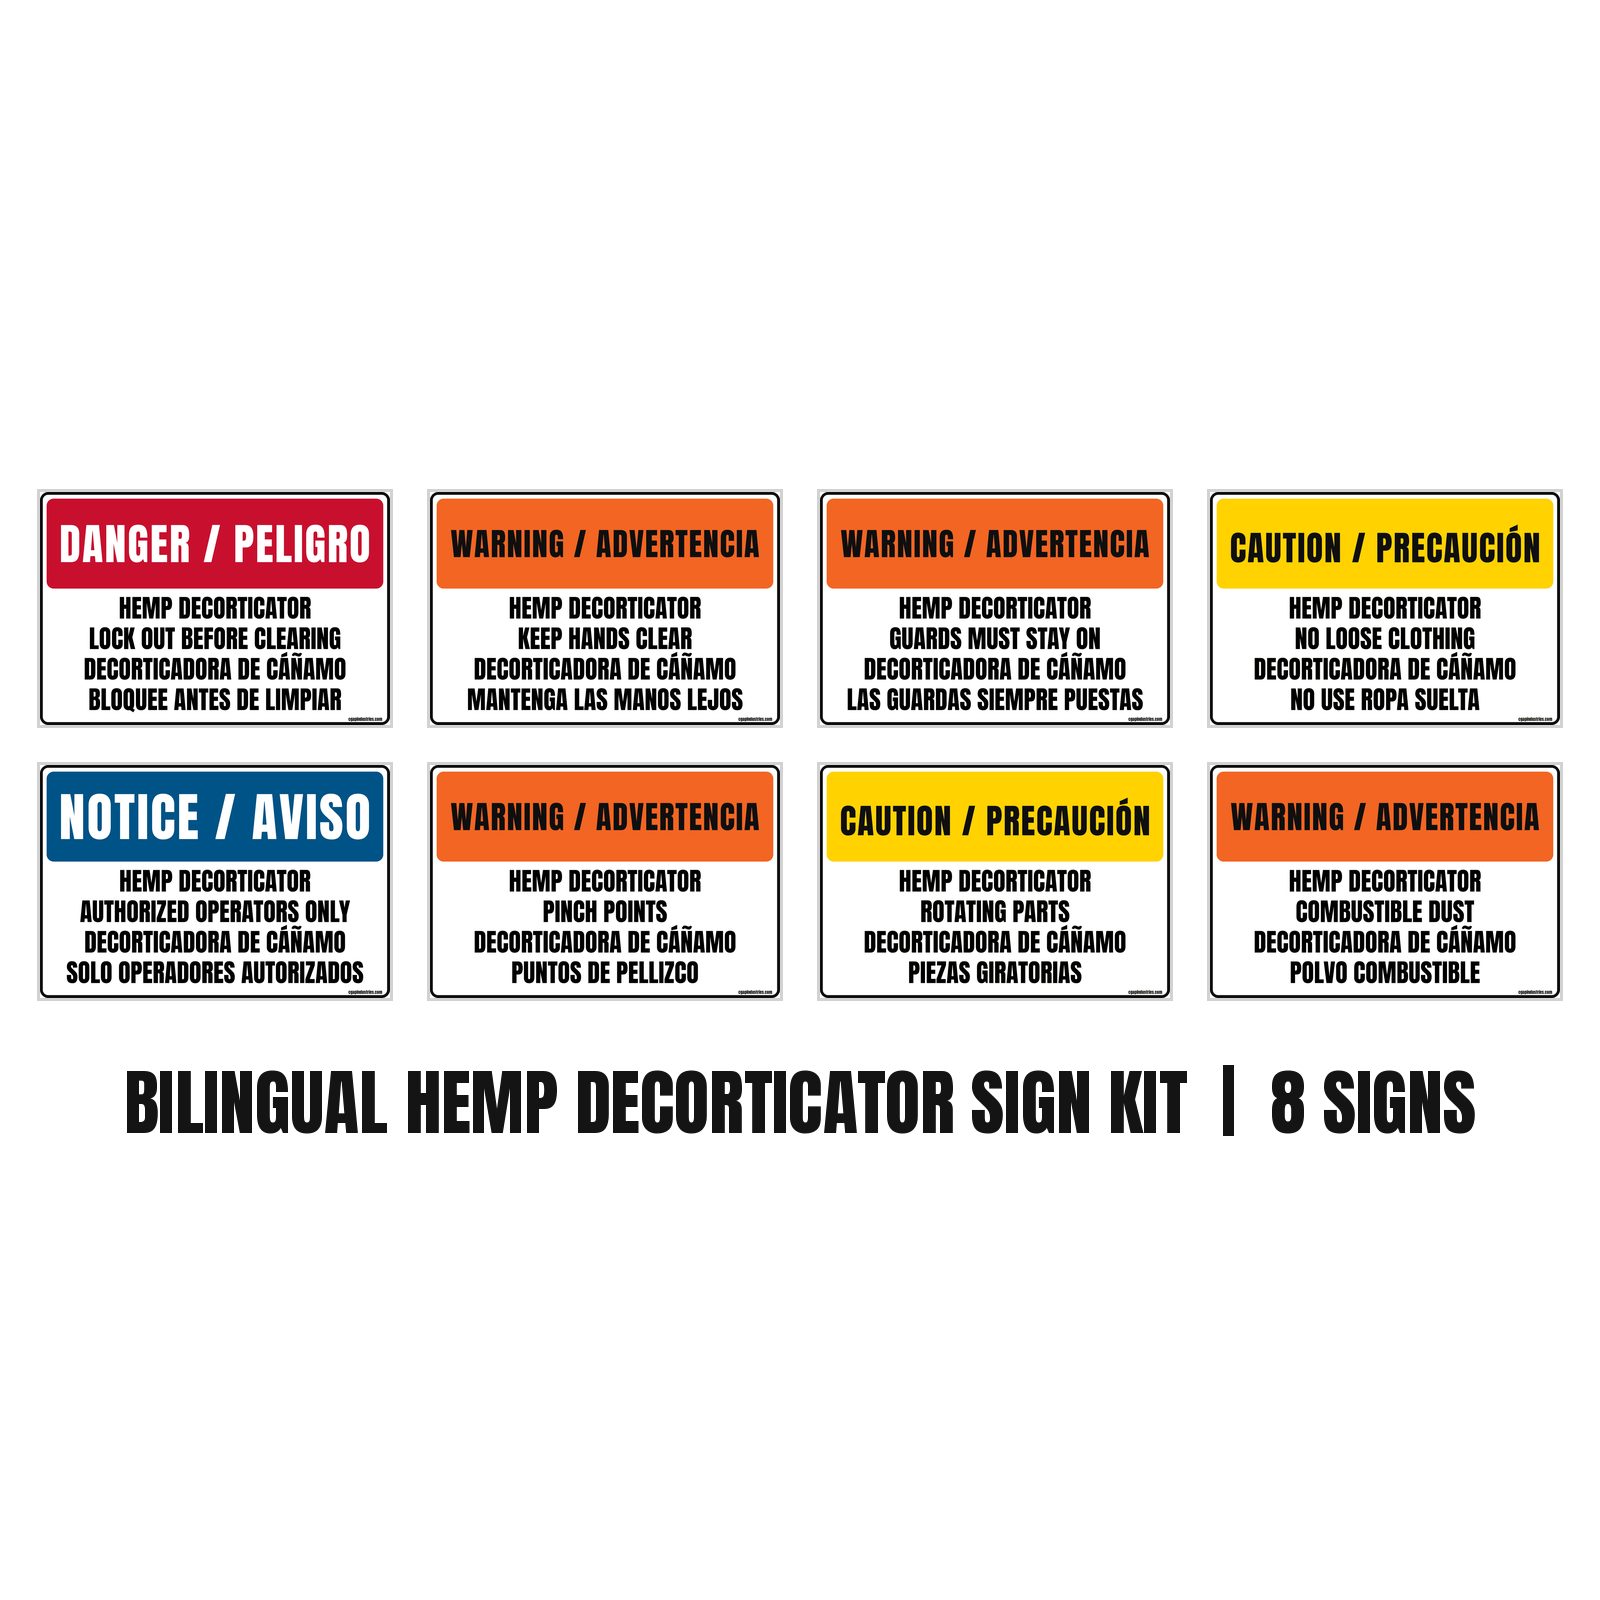 DANGER / PELIGRO
HEMP DECORTICATOR
LOCK OUT BEFORE CLEARING
DECORTICADORA DE CÁÑAMO
BLOQUEE ANTES DE LIMPIAR
WARNING / ADVERTENCIA
HEMP DECORTICATOR
KEEP HANDS CLEAR
DECORTICADORA DE CÁÑAMO
MANTENGA LAS MANOS LEJOS
WARNING / ADVERTENCIA
HEMP DECORTICATOR
GUARDS MUST STAY ON
DECORTICADORA DE CÁÑAMO
LAS GUARDAS SIEMPRE PUESTAS
CAUTION / PRECAUCIÓN
HEMP DECORTICATOR
NO LOOSE CLOTHING
DECORTICADORA DE CÁÑAMO
NO USE ROPA SUELTA
NOTICE / AVISO
HEMP DECORTICATOR
AUTHORIZED OPERATORS ONLY
DECORTICADORA DE CÁÑAMO
SOLO OPERADORES AUTORIZADOS
WARNING / ADVERTENCIA
HEMP DECORTICATOR
PINCH POINTS
DECORTICADORA DE CÁÑAMO
PUNTOS DE PELLIZCO
CAUTION / PRECAUCIÓN
HEMP DECORTICATOR
ROTATING PARTS
DECORTICADORA DE CÁÑAMO
PIEZAS GIRATORIAS
WARNING / ADVERTENCIA
HEMP DECORTICATOR
COMBUSTIBLE DUST
DECORTICADORA DE CÁÑAMO
POLVO COMBUSTIBLE
BILINGUAL HEMP DECORTICATOR SIGN KIT | 8 SIGNS